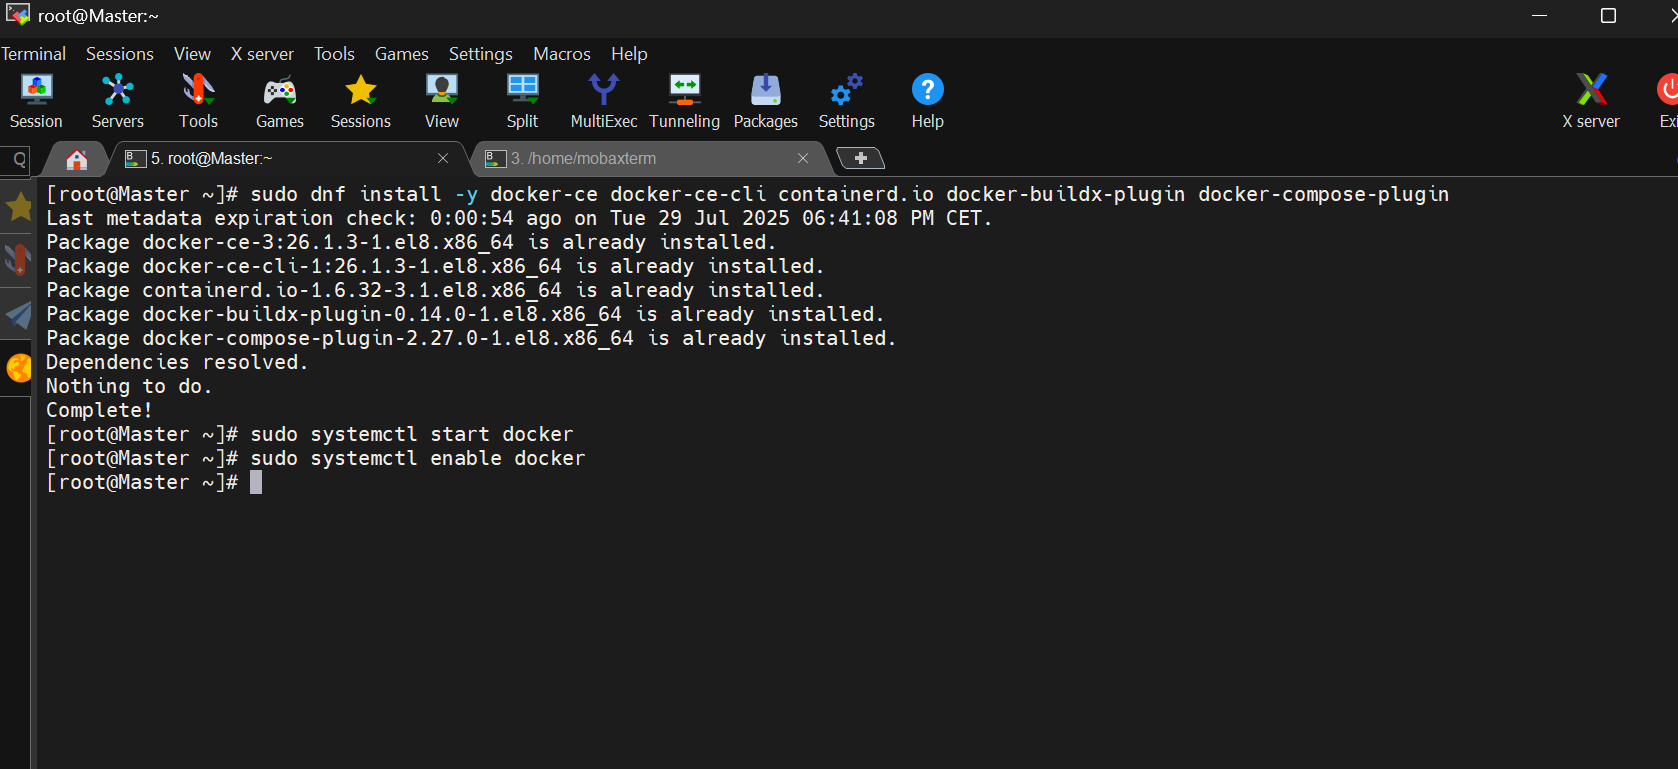 root@Master:~
Terminal Sessions View X server Tools Games Settings Macros Help
Session Servers Tools Games Sessions View Split MultiExec Tunneling Packages Settings Help X server Exi
5. root@Master:~ 3. /home/mobaxterm
[root@Master ~]# sudo dnf install -y docker-ce docker-ce-cli containerd.io docker-buildx-plugin docker-compose-plugin
Last metadata expiration check: 0:00:54 ago on Tue 29 Jul 2025 06:41:08 PM CET.
Package docker-ce-3:26.1.3-1.el8.x86_64 is already installed.
Package docker-ce-cli-1:26.1.3-1.el8.x86_64 is already installed.
Package containerd.io-1.6.32-3.1.el8.x86_64 is already installed.
Package docker-buildx-plugin-0.14.0-1.el8.x86_64 is already installed.
Package docker-compose-plugin-2.27.0-1.el8.x86_64 is already installed.
Dependencies resolved.
Nothing to do.
Complete!
[root@Master ~]# sudo systemctl start docker
[root@Master ~]# sudo systemctl enable docker
[root@Master ~]#